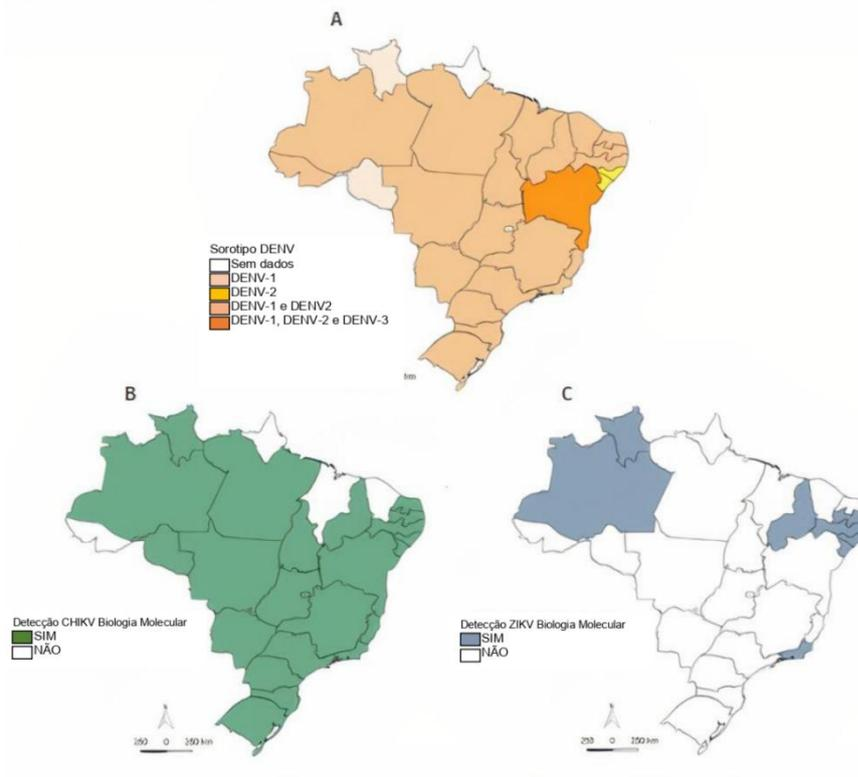 A
Sorotipo DENV
Sem dados
DENV-1
DENV-2
DENV-1 e DENV2
DENV-1, DENV-2 e DENV-3
km
B
C
Detecção CHIKV Biologia Molecular
SIM
NÃO
250 0 250 km
Detecção ZIKV Biologia Molecular
SIM
NÃO
250 0 250 km